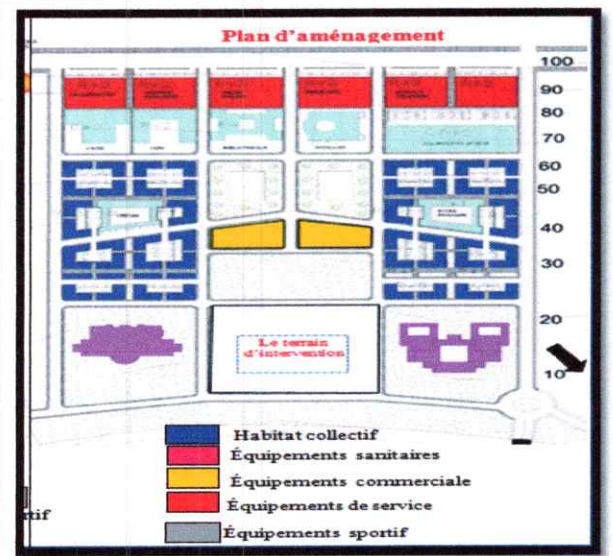 Plan d'aménagement
100
90
80
70
60
50
40
30
20
10
BIBLIOTHEQUE
Le terrain
d'intervention
Habitat collectif
Équipements sanitaires
Équipements commerciale
Équipements de service
Équipements sportif
tif